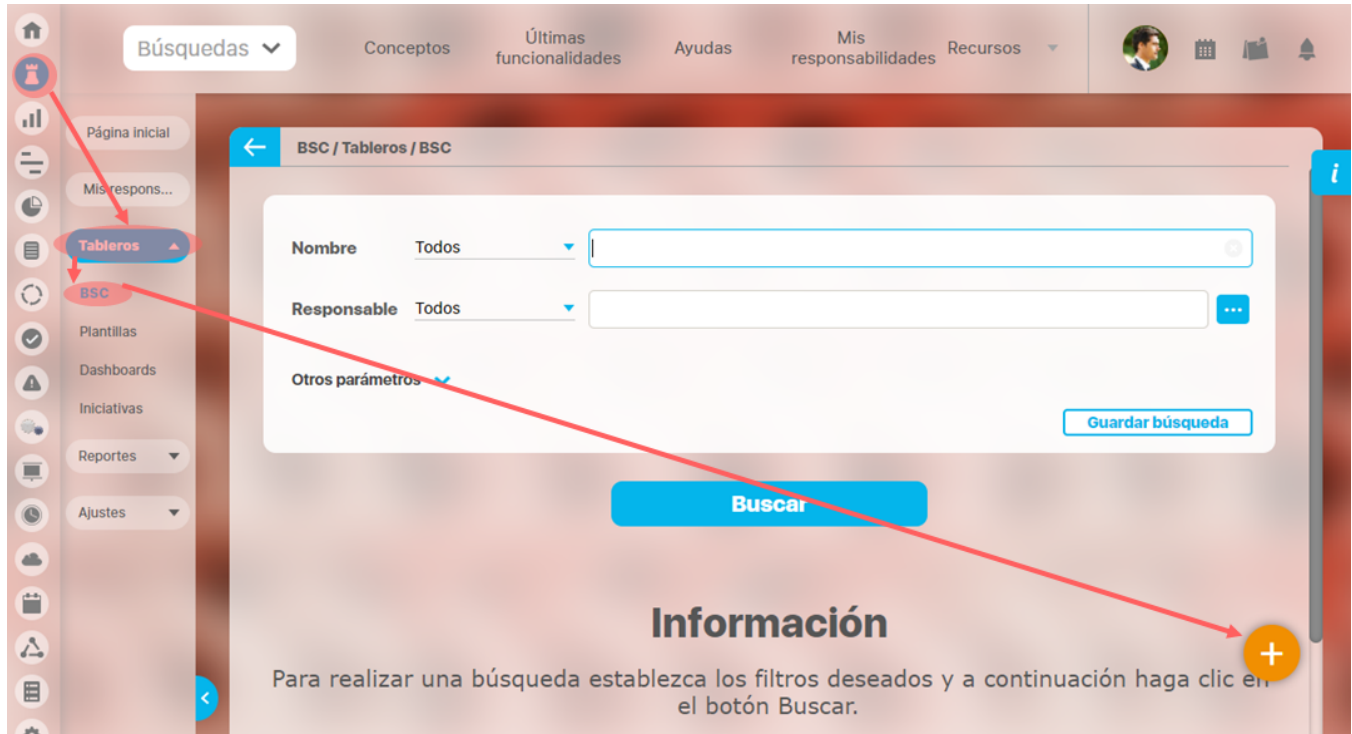 Búsquedas
Conceptos
Últimas
funcionalidades
Ayudas
Mis
responsabilidades
Recursos
Página inicial
Mis respons...
Tableros
BSC
Plantillas
Dashboards
Iniciativas
Reportes
Ajustes
BSC / Tableros / BSC
i
Nombre Todos
Responsable Todos
...
Otros parámetros
Guardar búsqueda
Buscar
Información
Para realizar una búsqueda establezca los filtros deseados y a continuación haga clic en
el botón Buscar.